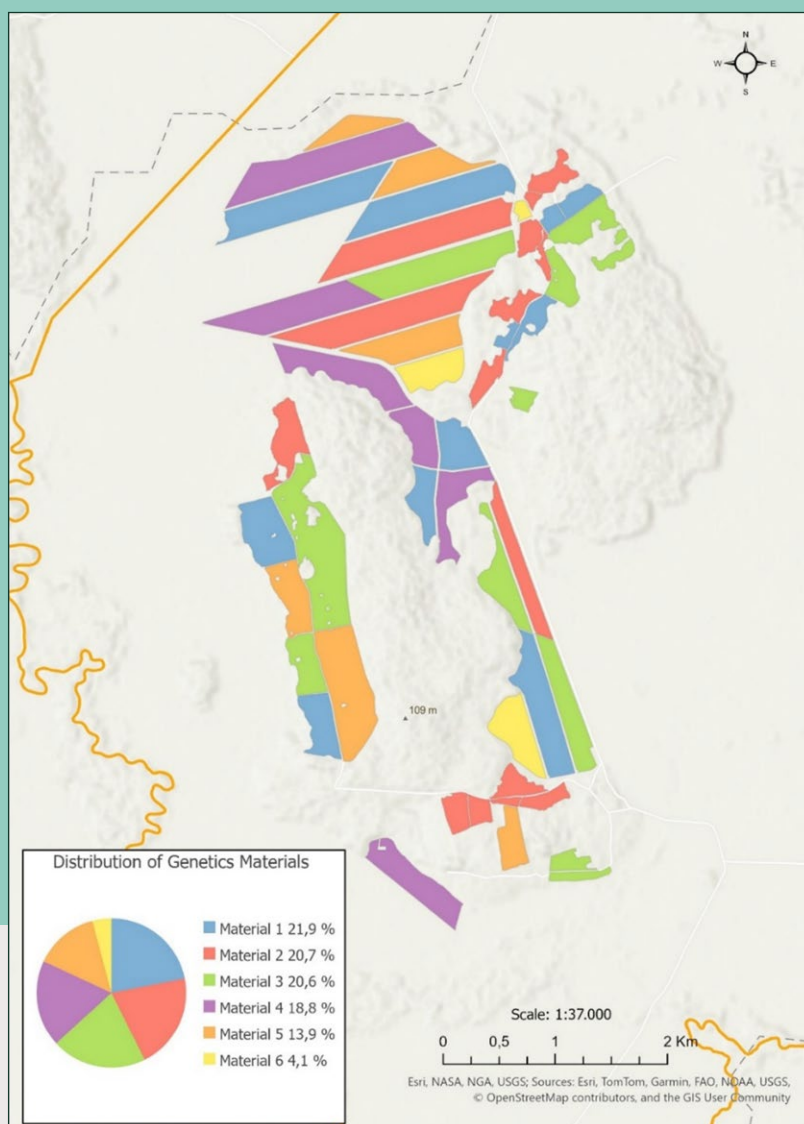 N
W E
S
109 m
Distribution of Genetics Materials
Material 1 21,9 %
Material 2 20,7 %
Material 3 20,6 %
Material 4 18,8 %
Material 5 13,9 %
Material 6 4,1 %
Scale: 1:37.000
0 0,5 1 2 Km
Esri, NASA, NGA, USGS; Sources: Esri, TomTom, Garmin, FAO, NOAA, USGS,
© OpenStreetMap contributors, and the GIS User Community